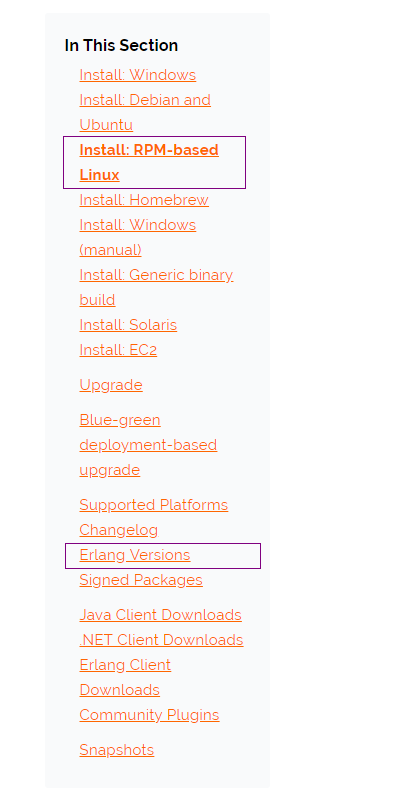 In This Section
Install: Windows
Install: Debian and
Ubuntu
Install: RPM-based
Linux
Install: Homebrew
Install: Windows
(manual)
Install: Generic binary
build
Install: Solaris
Install: EC2
Upgrade
Blue-green
deployment-based
upgrade
Supported Platforms
Changelog
Erlang Versions
Signed Packages
Java Client Downloads
.NET Client Downloads
Erlang Client
Downloads
Community Plugins
Snapshots